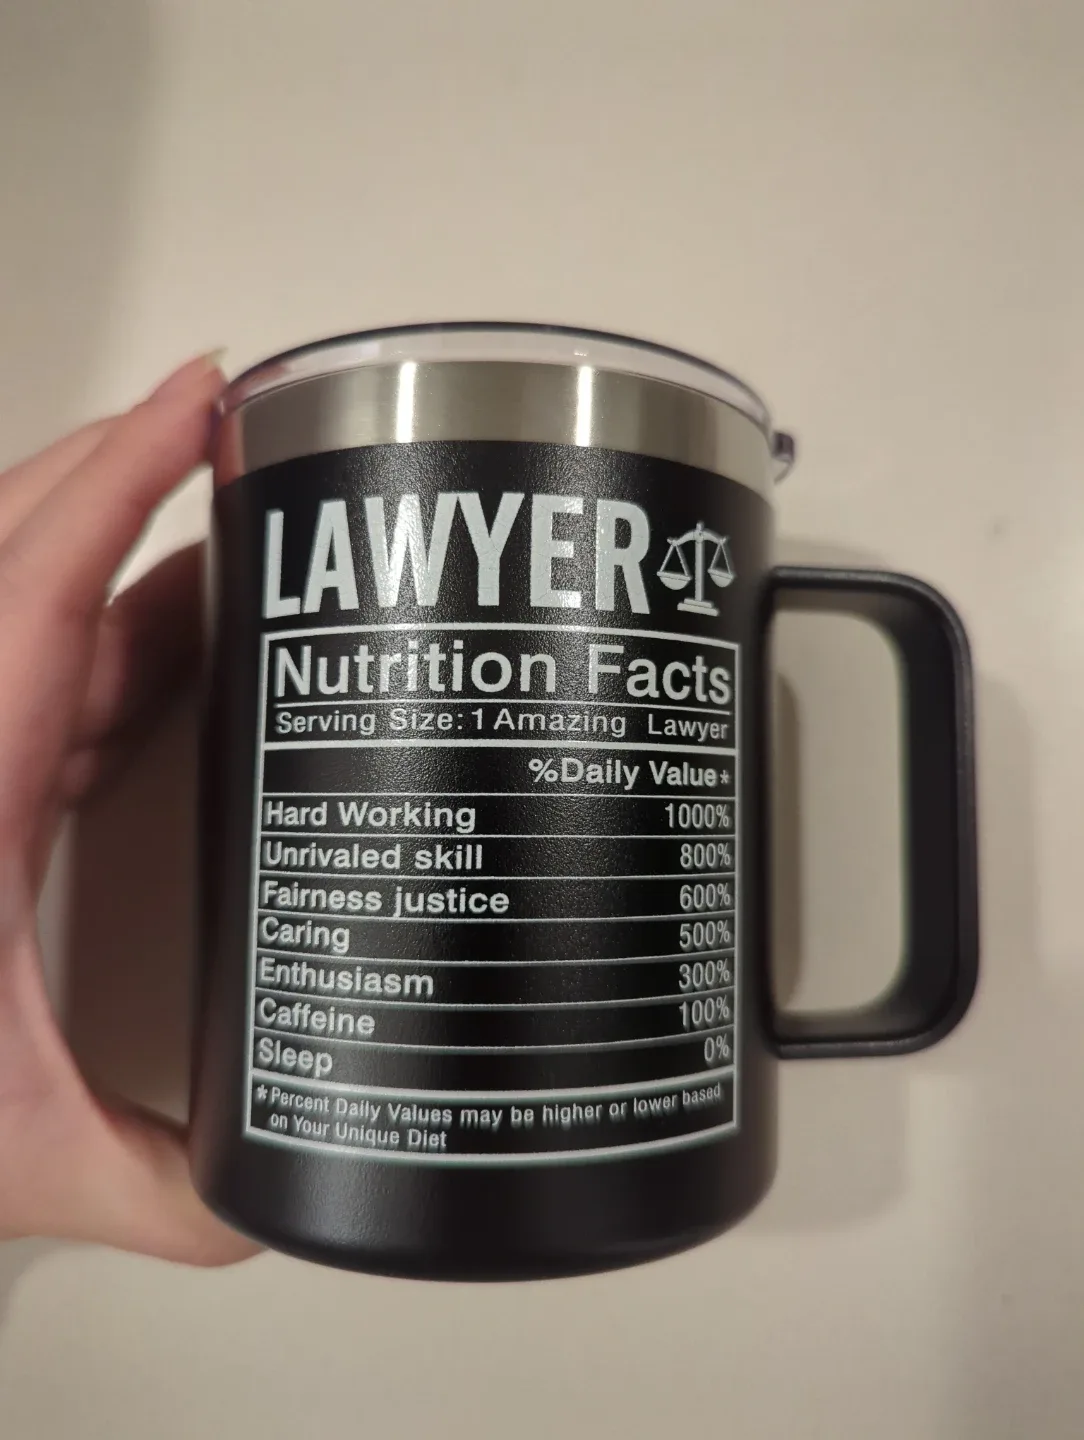 LAWYER
Nutrition Facts
Serving Size: 1 Amazing Lawyer
%Daily Value*
Hard Working 1000%
Unrivaled skill 800%
Fairness justice 600%
Caring 500%
Enthusiasm 300%
Caffeine 100%
Sleep 0%
*Percent Daily Values may be higher or lower based
on Your Unique Diet